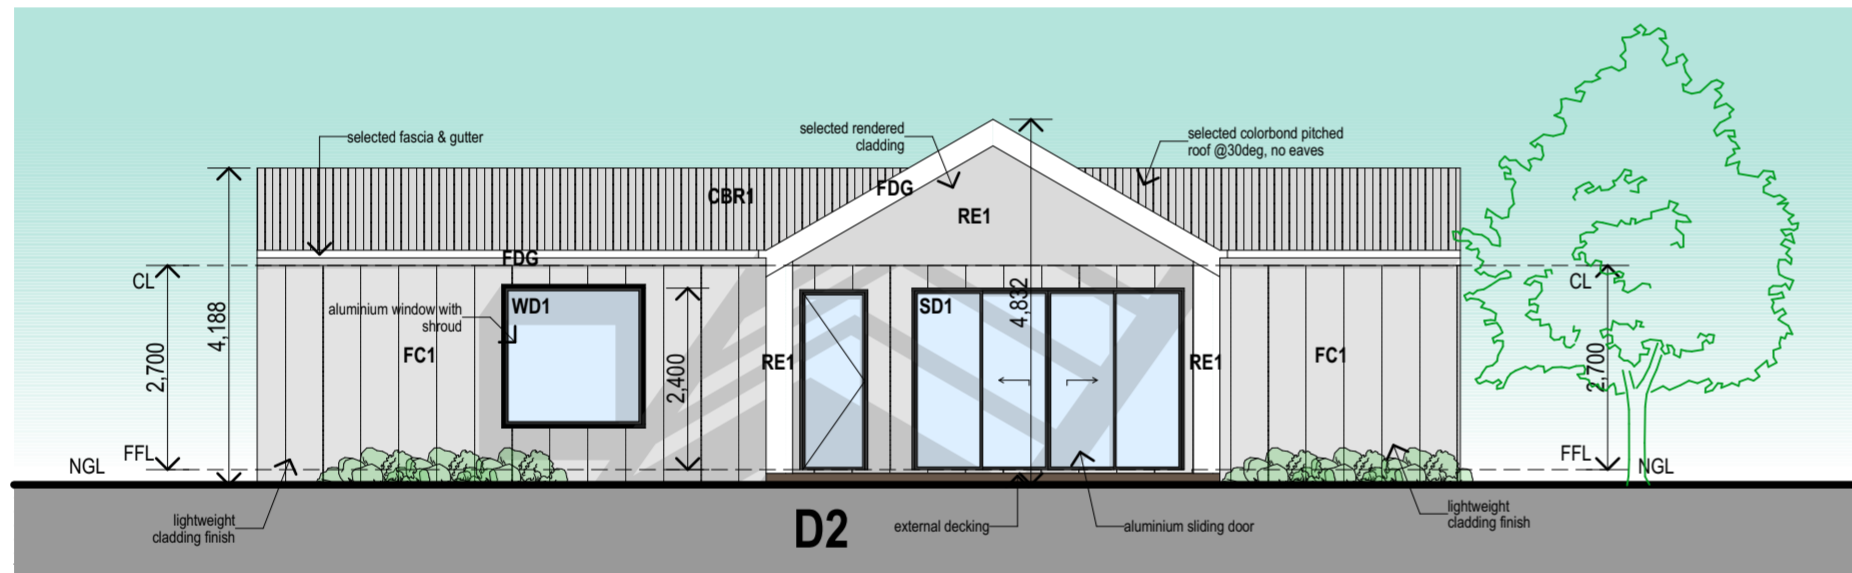 selected fascia & gutter
selected rendered
cladding
selected colorbond pitched
roof @30deg, no eaves
CBR1
FDG
RE1
FDG
CL
4,188
2,700
aluminium window with
shroud
WD1
FC1
2,400
RE1
SD1
4,832
RE1
FC1
CL
2,700
FFL
NGL
FFL
NGL
lightweight
cladding finish
D2
external decking
aluminium sliding door
lightweight
cladding finish